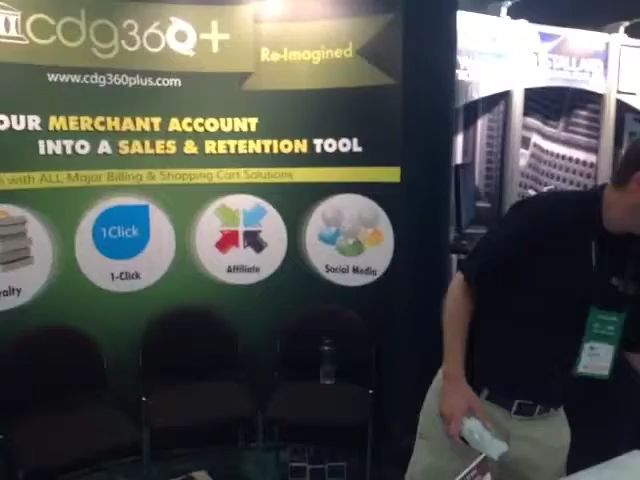 cdg360+
Re-Imagined
www.cdg360plus.com
OUR MERCHANT ACCOUNT
INTO A SALES & RETENTION TOOL
with ALL Major Billing & Shopping Cart Solutions
1Click
1-Click
Affiliate
Social Media
alty